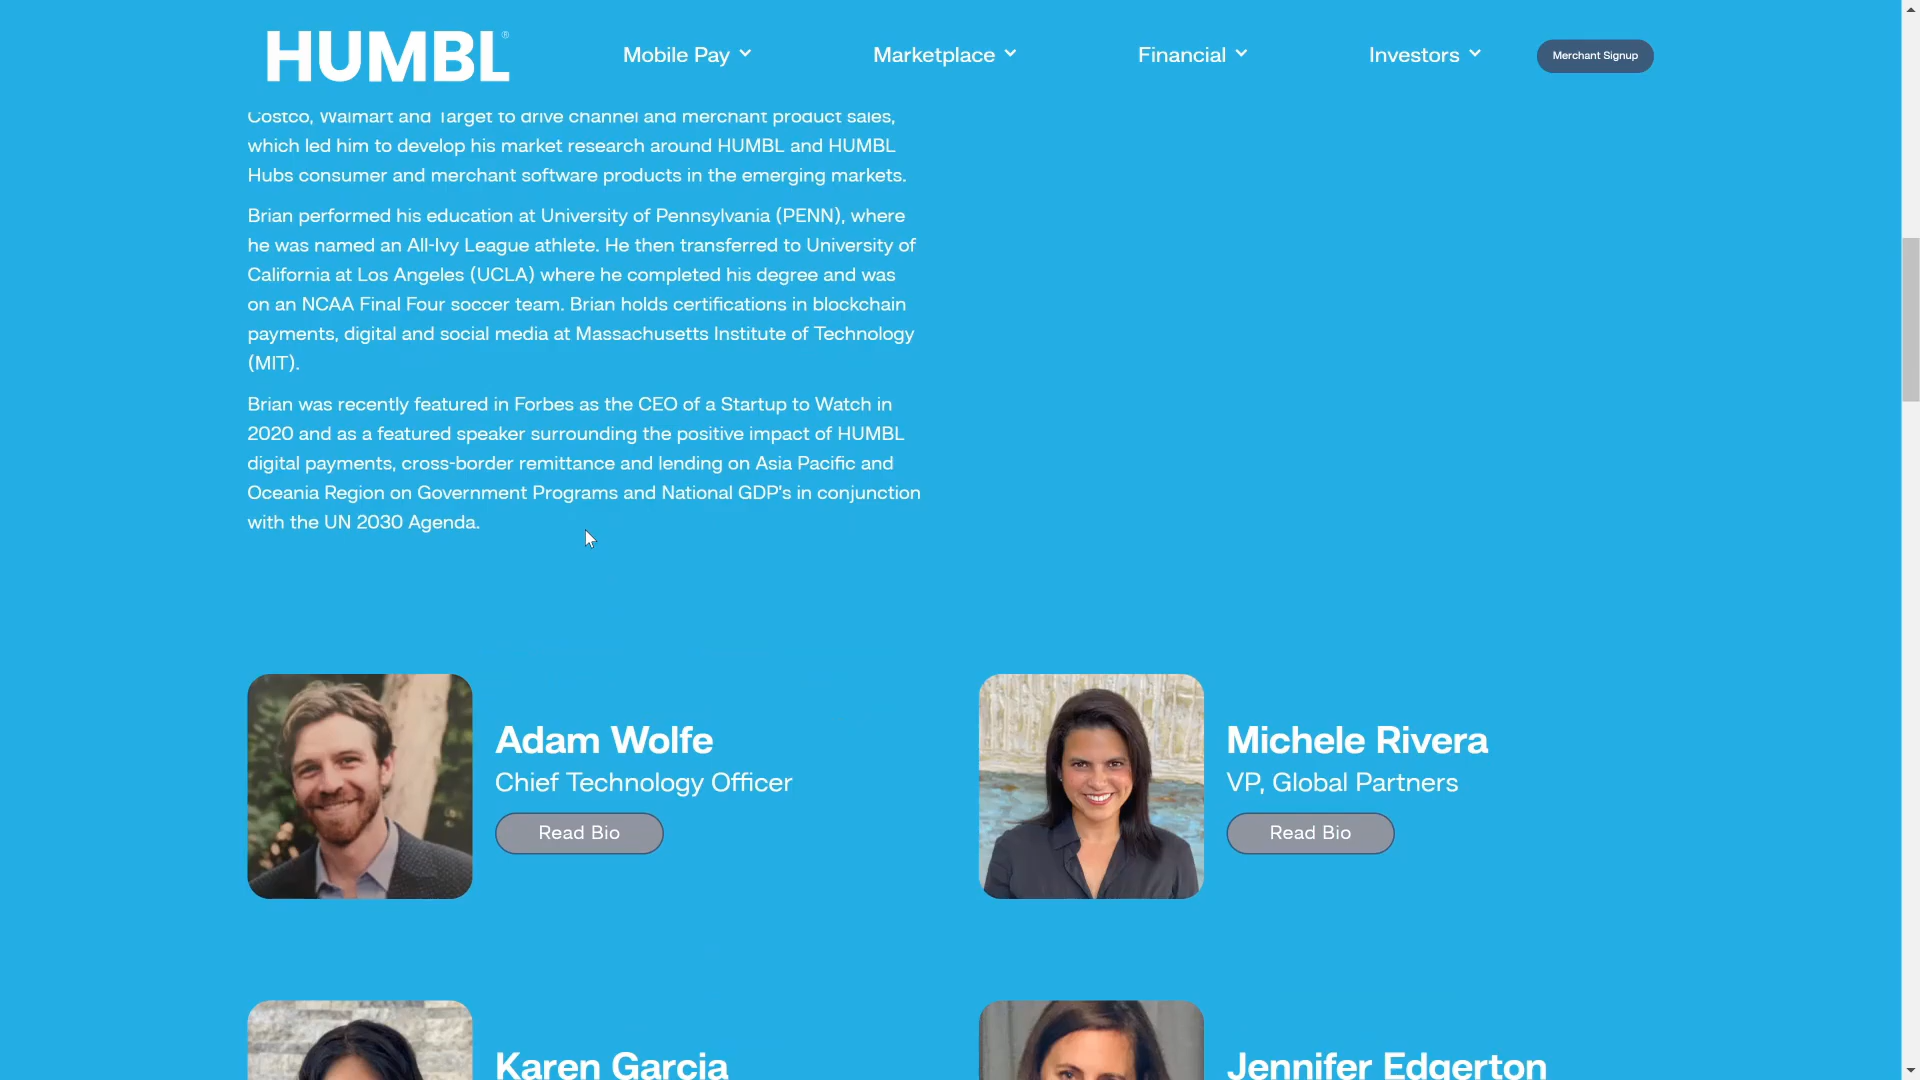 HUMBL®
Mobile Pay
Marketplace
Financial
Investors
Merchant Signup
Costco, Walmart and Target to drive channel and merchant product sales,
which led him to develop his market research around HUMBL and HUMBL
Hubs consumer and merchant software products in the emerging markets.
Brian performed his education at University of Pennsylvania (PENN), where
he was named an All-Ivy League athlete. He then transferred to University of
California at Los Angeles (UCLA) where he completed his degree and was
on an NCAA Final Four soccer team. Brian holds certifications in blockchain
payments, digital and social media at Massachusetts Institute of Technology
(MIT).
Brian was recently featured in Forbes as the CEO of a Startup to Watch in
2020 and as a featured speaker surrounding the positive impact of HUMBL
digital payments, cross-border remittance and lending on Asia Pacific and
Oceania Region on Government Programs and National GDP's in conjunction
with the UN 2030 Agenda.
Adam Wolfe
Chief Technology Officer
Read Bio
Michele Rivera
VP, Global Partners
Read Bio
Karen Garcia
Jennifer Edgerton